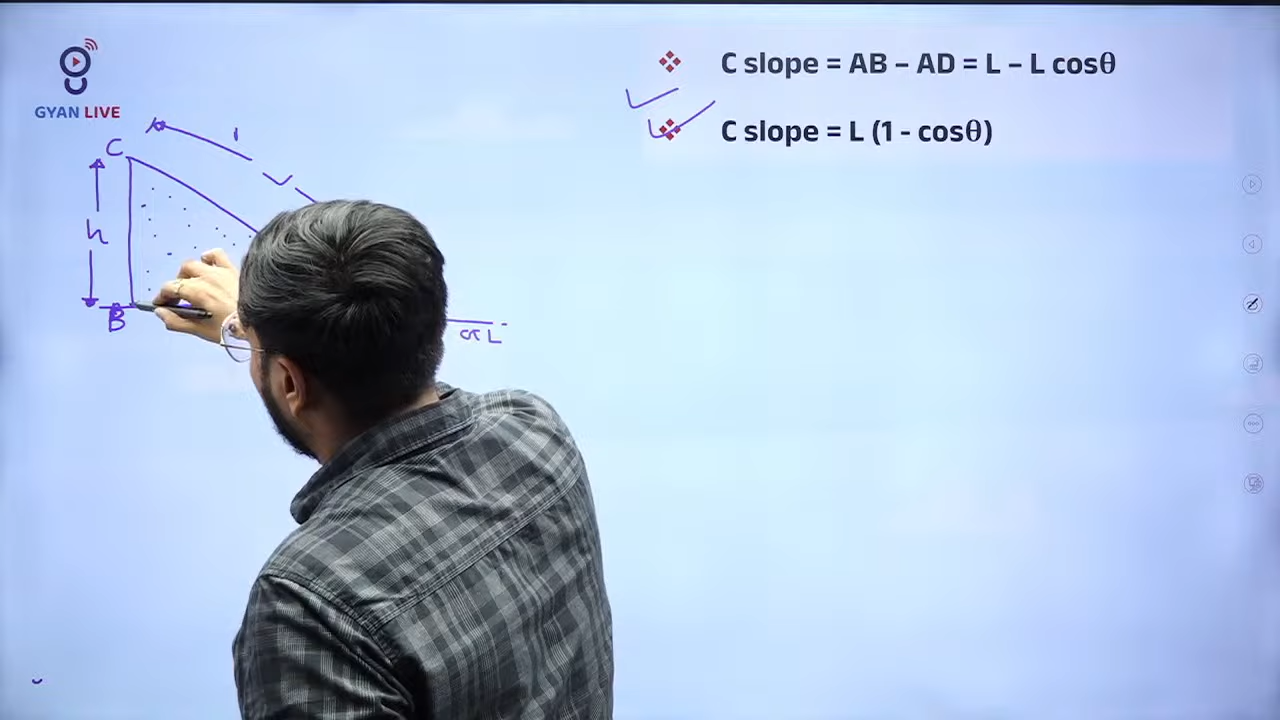 GYAN LIVE
C slope = AB – AD = L – L cosθ
C slope = L (1 - cosθ)
C
h
B